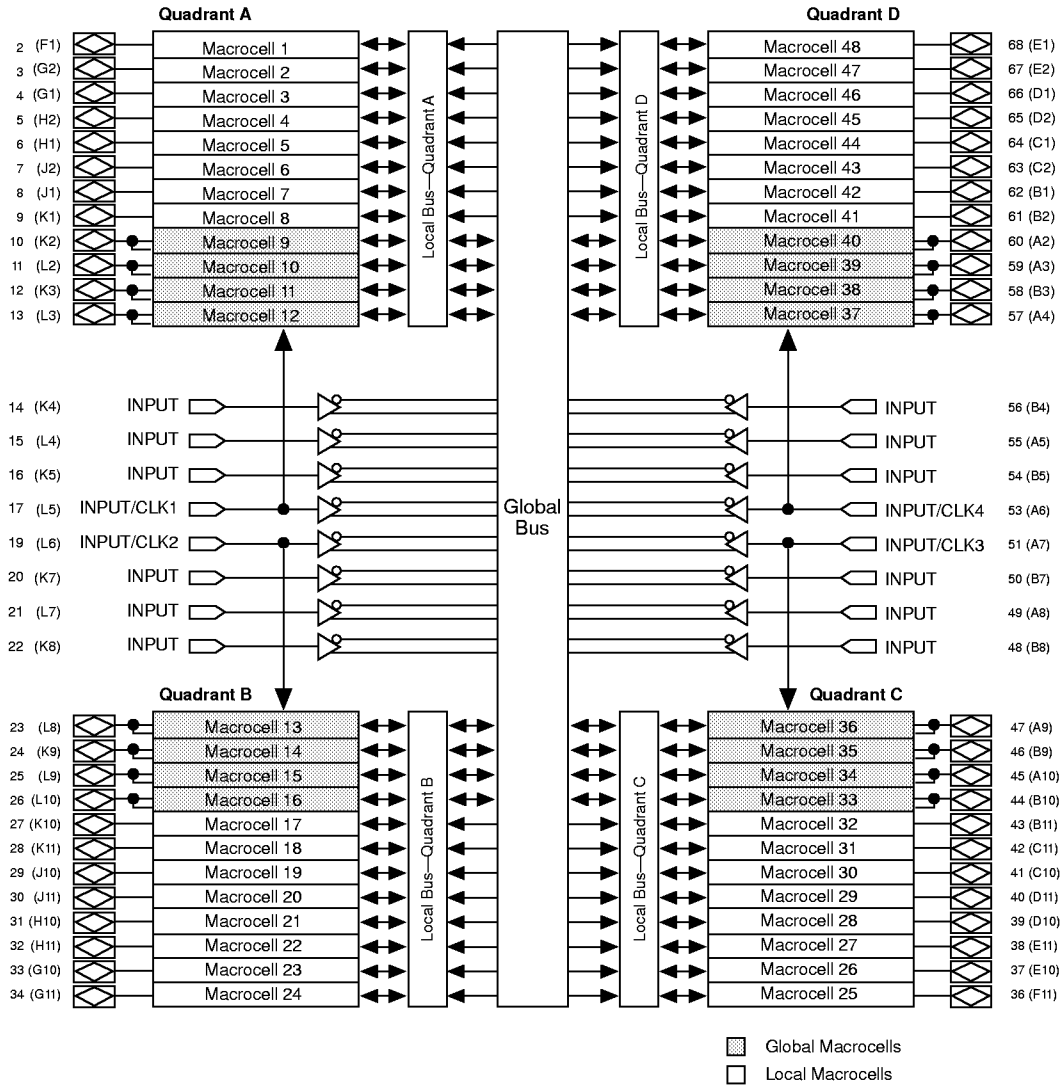 Quadrant A Quadrant D
2 (F1) Macrocell 1 Macrocell 48 68 (E1)
3 (G2) Macrocell 2 Macrocell 47 67 (E2)
4 (G1) Macrocell 3 Macrocell 46 66 (D1)
5 (H2) Macrocell 4 Macrocell 45 65 (D2)
6 (H1) Macrocell 5 Macrocell 44 64 (C1)
7 (J2) Macrocell 6 Macrocell 43 63 (C2)
8 (J1) Macrocell 7 Macrocell 42 62 (B1)
9 (K1) Macrocell 8 Macrocell 41 61 (B2)
10 (K2) Macrocell 9 Macrocell 40 60 (A2)
11 (L2) Macrocell 10 Macrocell 39 59 (A3)
12 (K3) Macrocell 11 Macrocell 38 58 (B3)
13 (L3) Macrocell 12 Macrocell 37 57 (A4)
Local Bus—Quadrant A
Local Bus—Quadrant D
14 (K4) INPUT INPUT 56 (B4)
15 (L4) INPUT INPUT 55 (A5)
16 (K5) INPUT INPUT 54 (B5)
17 (L5) INPUT/CLK1 INPUT/CLK4 53 (A6)
Global
Bus
19 (L6) INPUT/CLK2 INPUT/CLK3 51 (A7)
20 (K7) INPUT INPUT 50 (B7)
21 (L7) INPUT INPUT 49 (A8)
22 (K8) INPUT INPUT 48 (B8)
Quadrant B Quadrant C
23 (L8) Macrocell 13 Macrocell 36 47 (A9)
24 (K9) Macrocell 14 Macrocell 35 46 (B9)
25 (L9) Macrocell 15 Macrocell 34 45 (A10)
26 (L10) Macrocell 16 Macrocell 33 44 (B10)
27 (K10) Macrocell 17 Macrocell 32 43 (B11)
28 (K11) Macrocell 18 Macrocell 31 42 (C11)
29 (J10) Macrocell 19 Macrocell 30 41 (C10)
30 (J11) Macrocell 20 Macrocell 29 40 (D11)
31 (H10) Macrocell 21 Macrocell 28 39 (D10)
32 (H11) Macrocell 22 Macrocell 27 38 (E11)
33 (G10) Macrocell 23 Macrocell 26 37 (E10)
34 (G11) Macrocell 24 Macrocell 25 36 (F11)
Local Bus—Quadrant B
Local Bus—Quadrant C
Global Macrocells
Local Macrocells